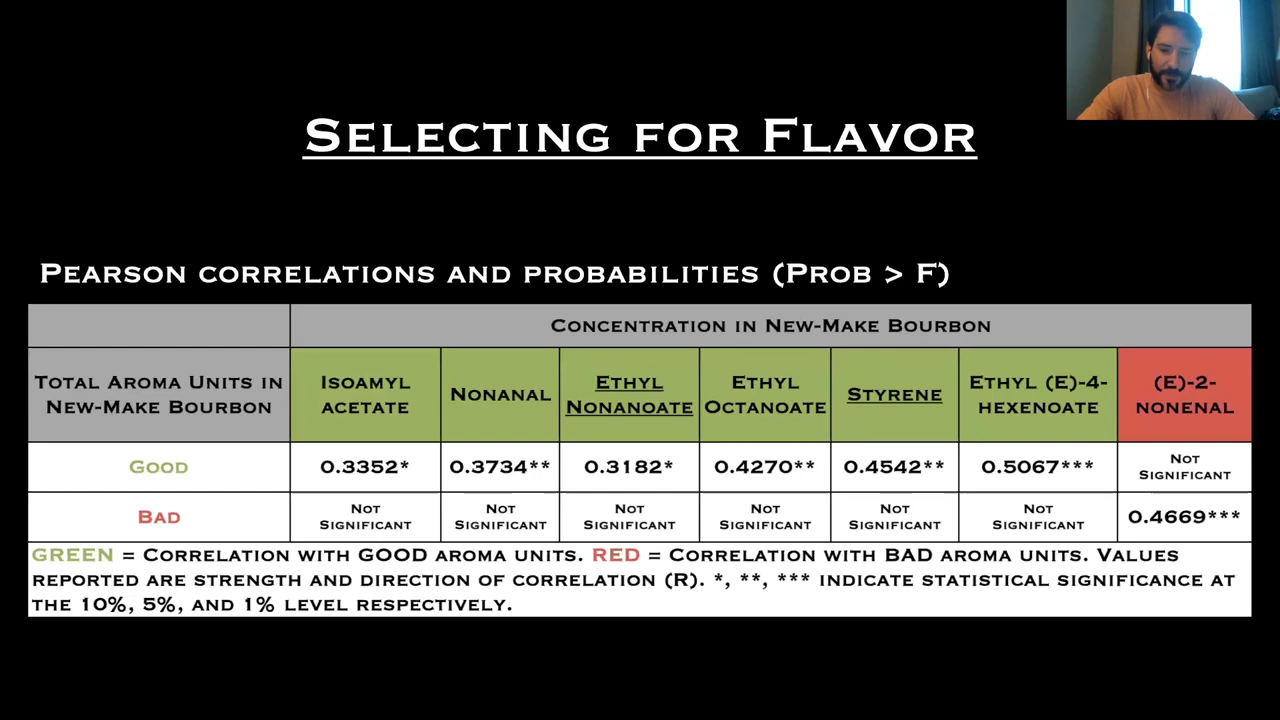 Selecting for Flavor
Pearson correlations and probabilities (Prob > F)
Concentration in New-Make Bourbon
Total Aroma Units in
New-Make Bourbon
Isoamyl
acetate
Nonanal
Ethyl
Nonanoate
Ethyl
Octanoate
Styrene
Ethyl (E)-4-
hexenoate
(E)-2-
nonenal
Good
0.3352*
0.3734**
0.3182*
0.4270**
0.4542**
0.5067***
Not
Significant
Bad
Not
Significant
Not
Significant
Not
Significant
Not
Significant
Not
Significant
Not
Significant
0.4669***
GREEN = Correlation with GOOD aroma units. RED = Correlation with BAD aroma units. Values
reported are strength and direction of correlation (R). *, **, *** indicate statistical significance at
the 10%, 5%, and 1% level respectively.